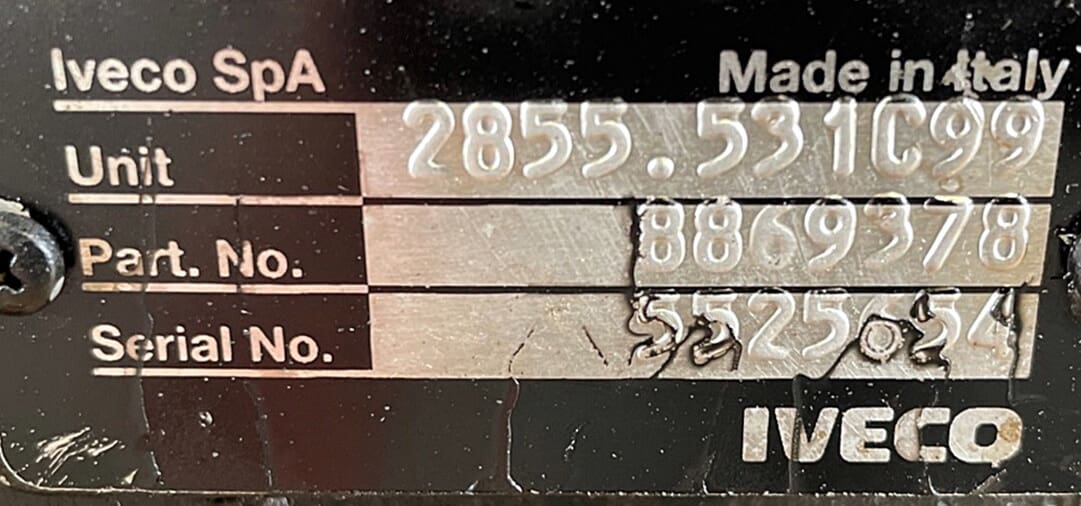 Iveco SpA Made in Italy
Unit 2855.531C99
Part. No. 8869378
Serial No.
IVECO